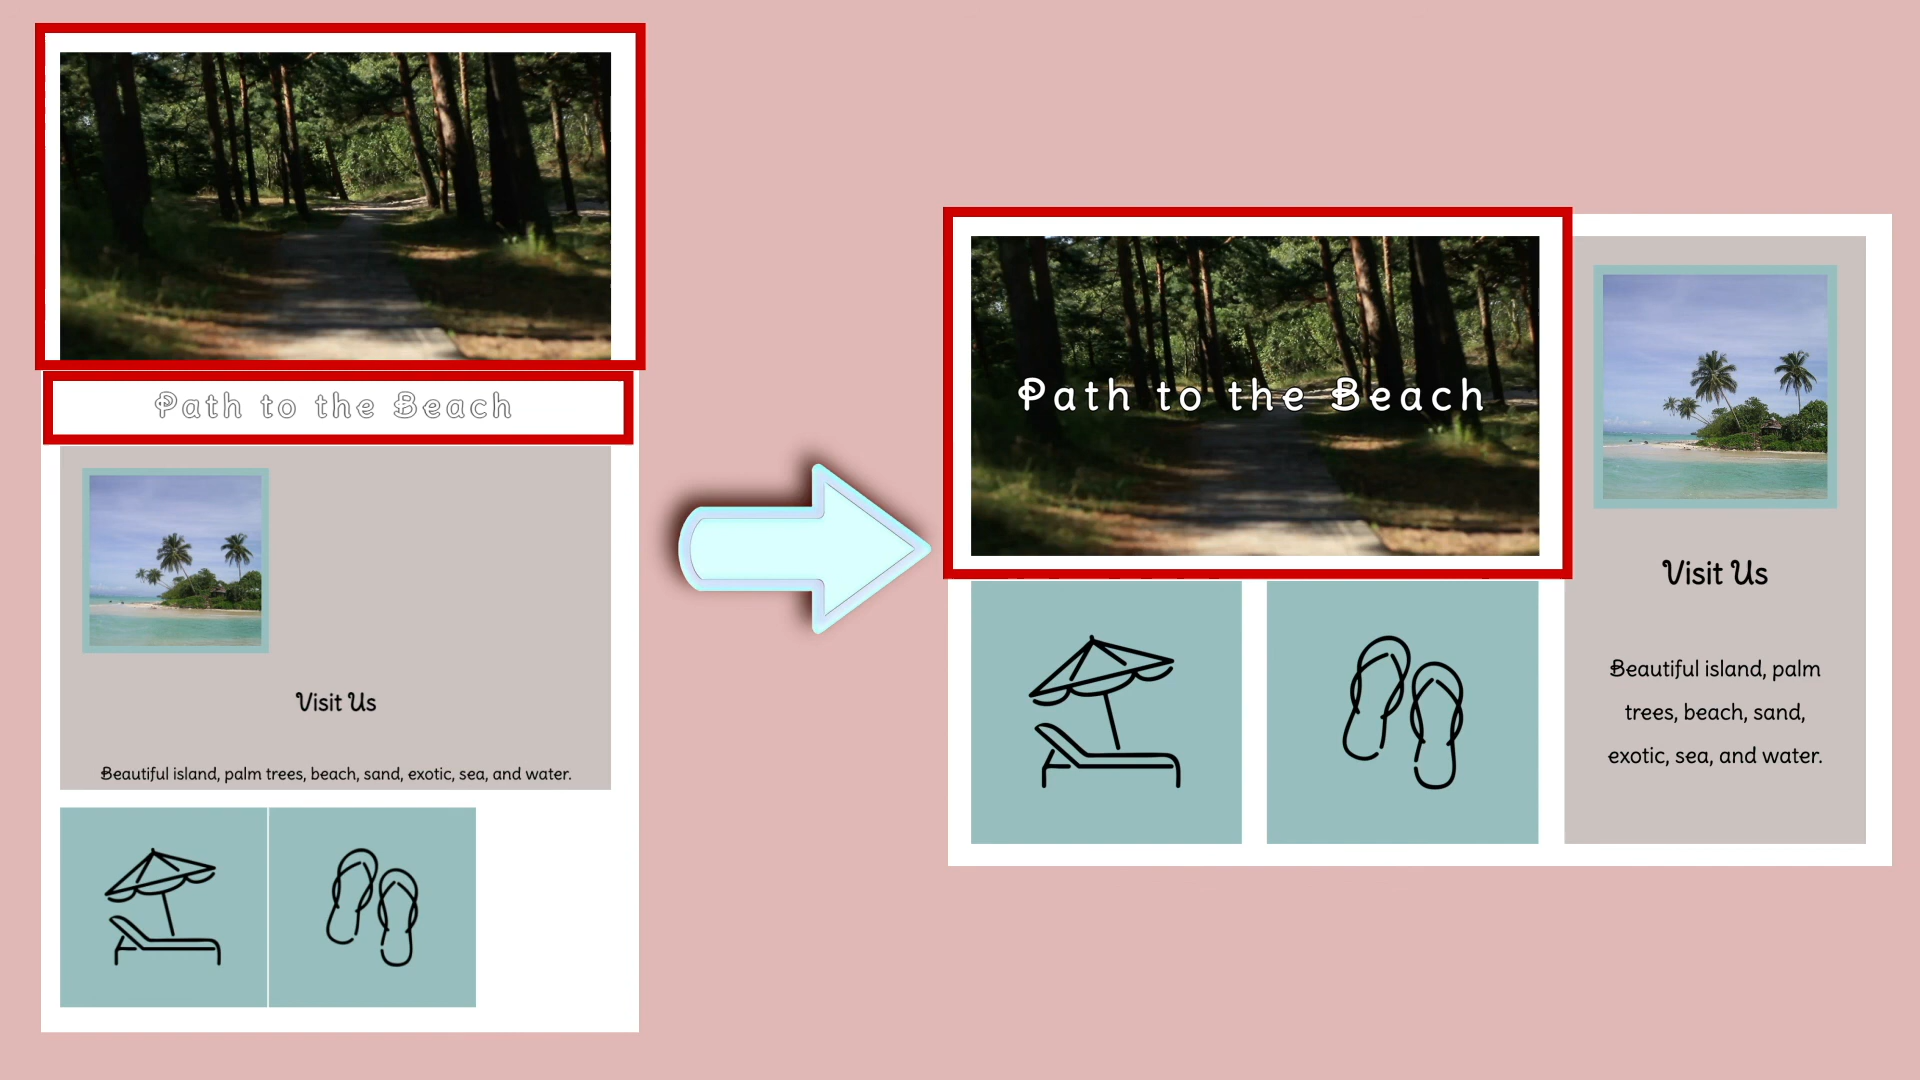 Path to the Beach
Visit Us
Beautiful island, palm trees, beach, sand, exotic, sea, and water.
Path to the Beach
Visit Us
Beautiful island, palm
trees, beach, sand,
exotic, sea, and water.